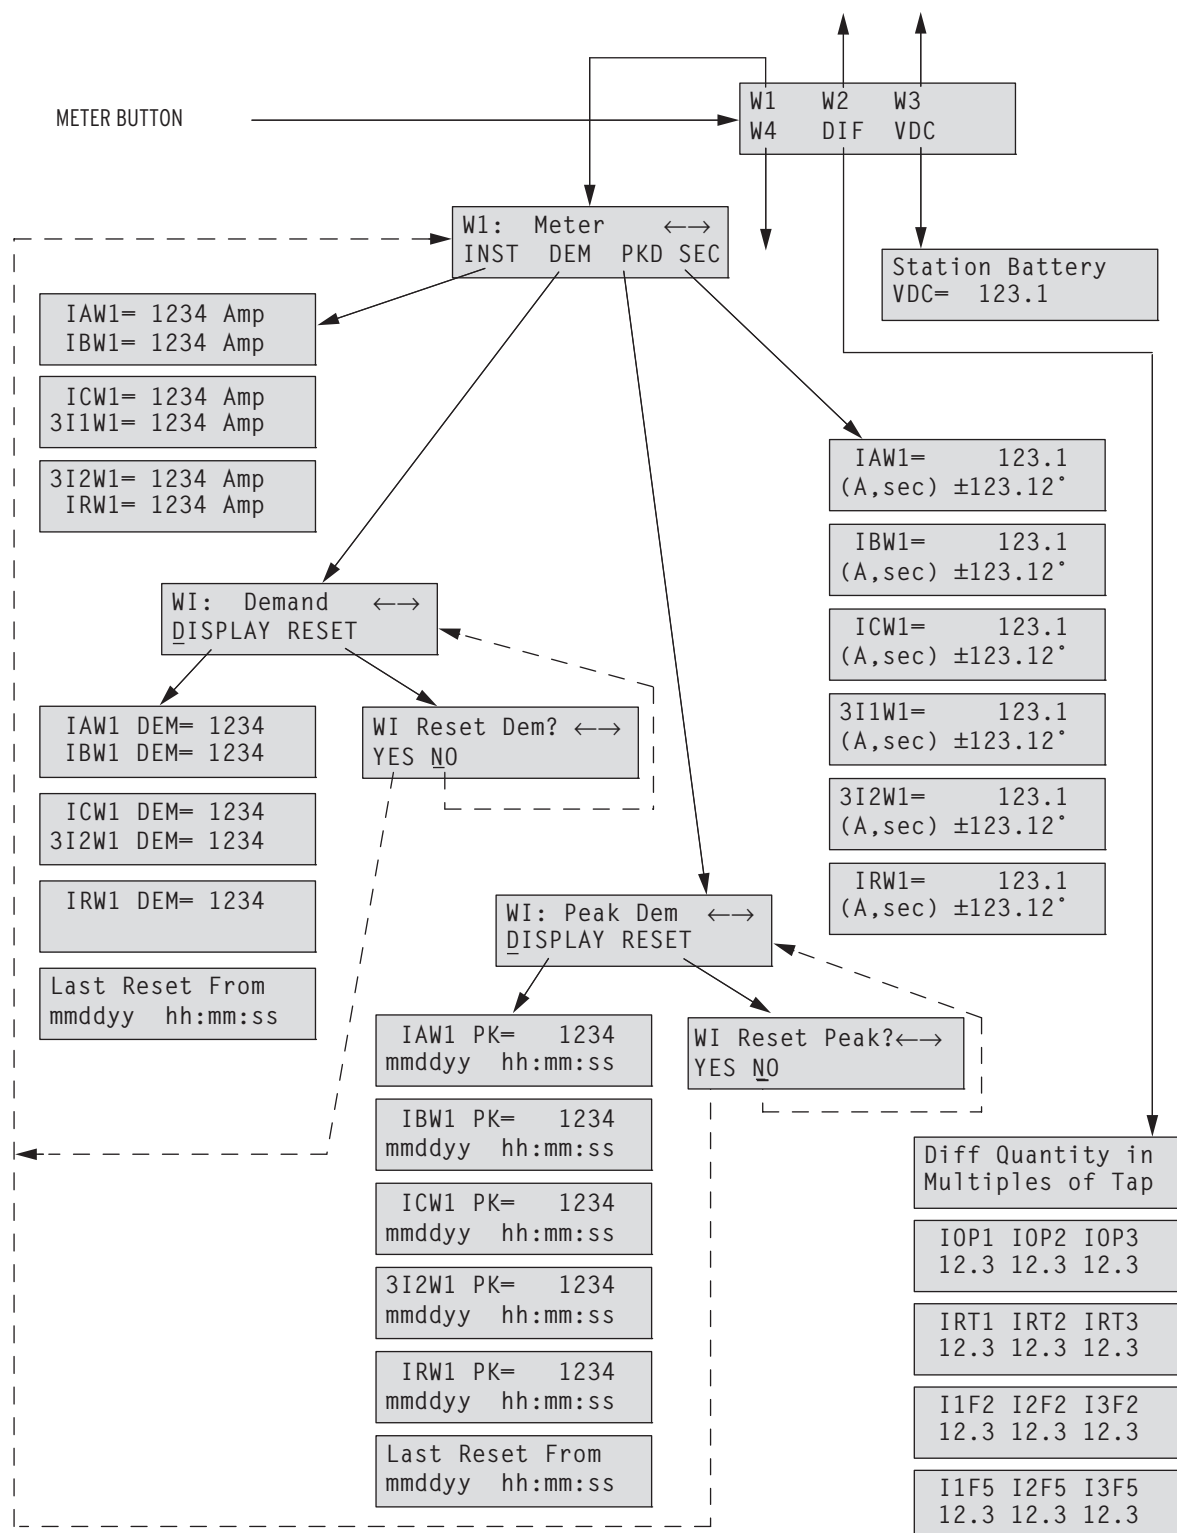 METER BUTTON
W1 W2 W3
W4 DIF VDC
W1: Meter ←→
INST DEM PKD SEC
Station Battery
VDC= 123.1
IAW1= 1234 Amp
IBW1= 1234 Amp
ICW1= 1234 Amp
3I1W1= 1234 Amp
3I2W1= 1234 Amp
IRW1= 1234 Amp
IAW1= 123.1
(A,sec) ±123.12°
IBW1= 123.1
(A,sec) ±123.12°
ICW1= 123.1
(A,sec) ±123.12°
3I1W1= 123.1
(A,sec) ±123.12°
3I2W1= 123.1
(A,sec) ±123.12°
IRW1= 123.1
(A,sec) ±123.12°
WI: Demand ←→
DISPLAY RESET
IAW1 DEM= 1234
IBW1 DEM= 1234
ICW1 DEM= 1234
3I2W1 DEM= 1234
IRW1 DEM= 1234
Last Reset From
mmddyy hh:mm:ss
WI Reset Dem? ←→
YES NO
WI: Peak Dem ←→
DISPLAY RESET
IAW1 PK= 1234
mmddyy hh:mm:ss
IBW1 PK= 1234
mmddyy hh:mm:ss
ICW1 PK= 1234
mmddyy hh:mm:ss
3I2W1 PK= 1234
mmddyy hh:mm:ss
IRW1 PK= 1234
mmddyy hh:mm:ss
Last Reset From
mmddyy hh:mm:ss
WI Reset Peak?←→
YES NO
Diff Quantity in
Multiples of Tap
IOP1 IOP2 IOP3
12.3 12.3 12.3
IRT1 IRT2 IRT3
12.3 12.3 12.3
I1F2 I2F2 I3F2
12.3 12.3 12.3
I1F5 I2F5 I3F5
12.3 12.3 12.3